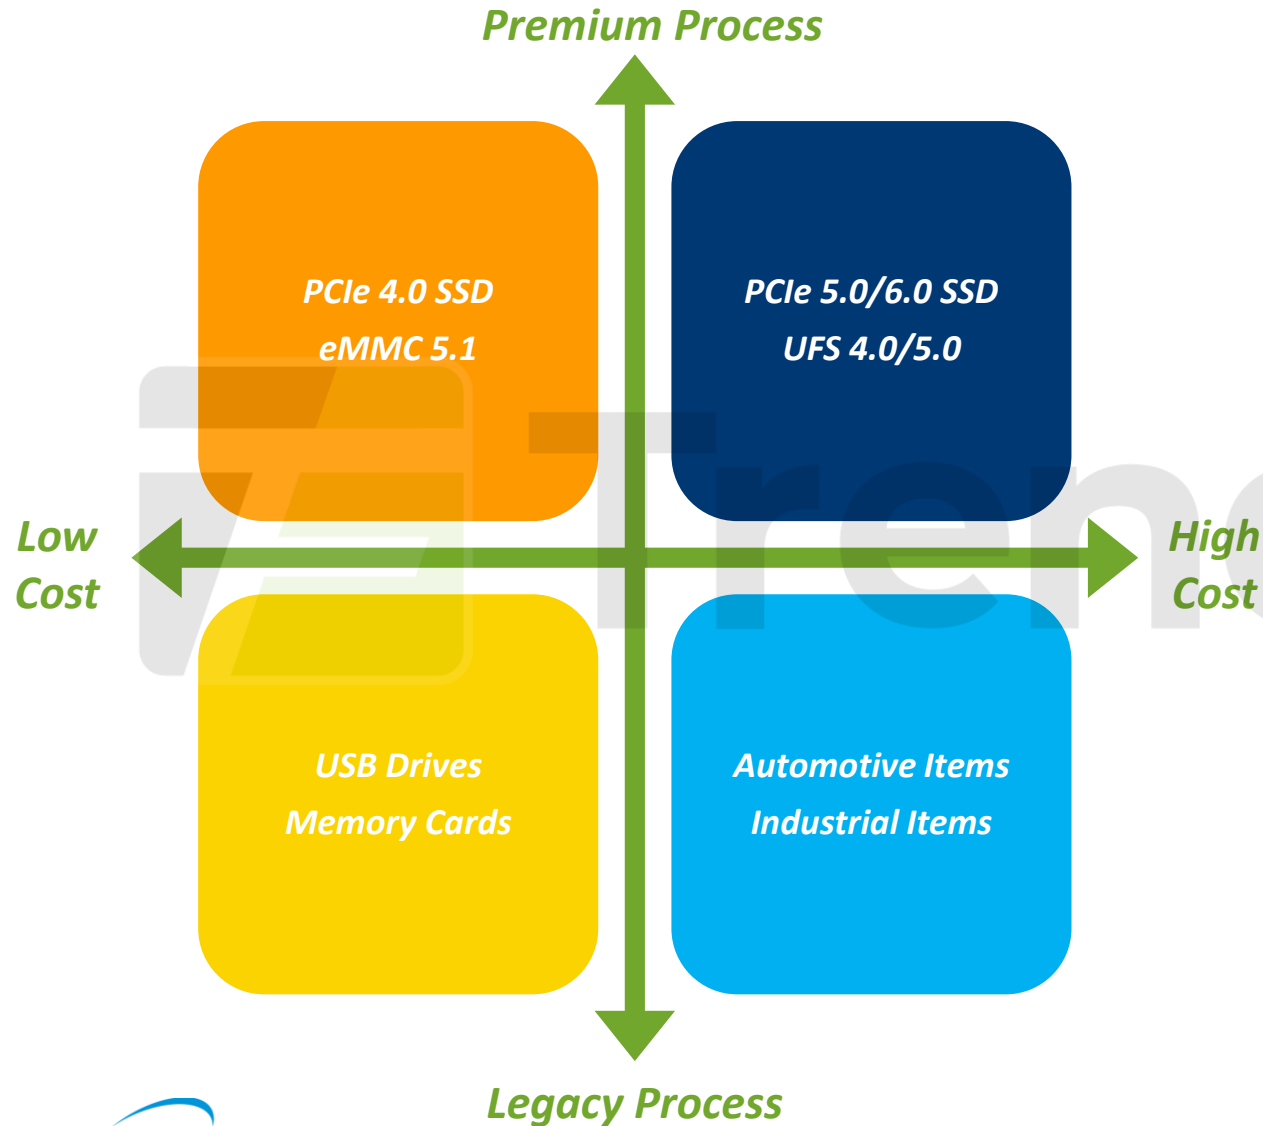 Premium Process
PCIe 4.0 SSD
eMMC 5.1
PCIe 5.0/6.0 SSD
UFS 4.0/5.0
Low
Cost
High
Cost
USB Drives
Memory Cards
Automotive Items
Industrial Items
Legacy Process